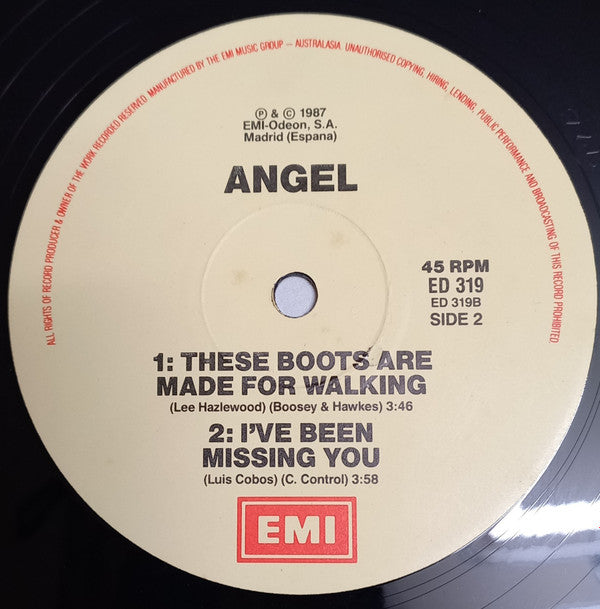 ALL RIGHTS OF RECORD PRODUCER & OWNER OF THE WORK RECORDED RESERVED. MANUFACTURED BY THE EMI MUSIC GROUP – AUSTRALASIA. UNAUTHORISED COPYING, HIRING, LENDING, PUBLIC PERFORMANCE AND BROADCASTING OF THIS RECORD PROHIBITED
℗ & © 1987
EMI-Odeon, S.A.
Madrid (Espana)
ANGEL
45 RPM
ED 319
ED 319B
SIDE 2
1: THESE BOOTS ARE
MADE FOR WALKING
(Lee Hazlewood) (Boosey & Hawkes) 3:46
2: I'VE BEEN
MISSING YOU
(Luis Cobos) (C. Control) 3:58
EMI